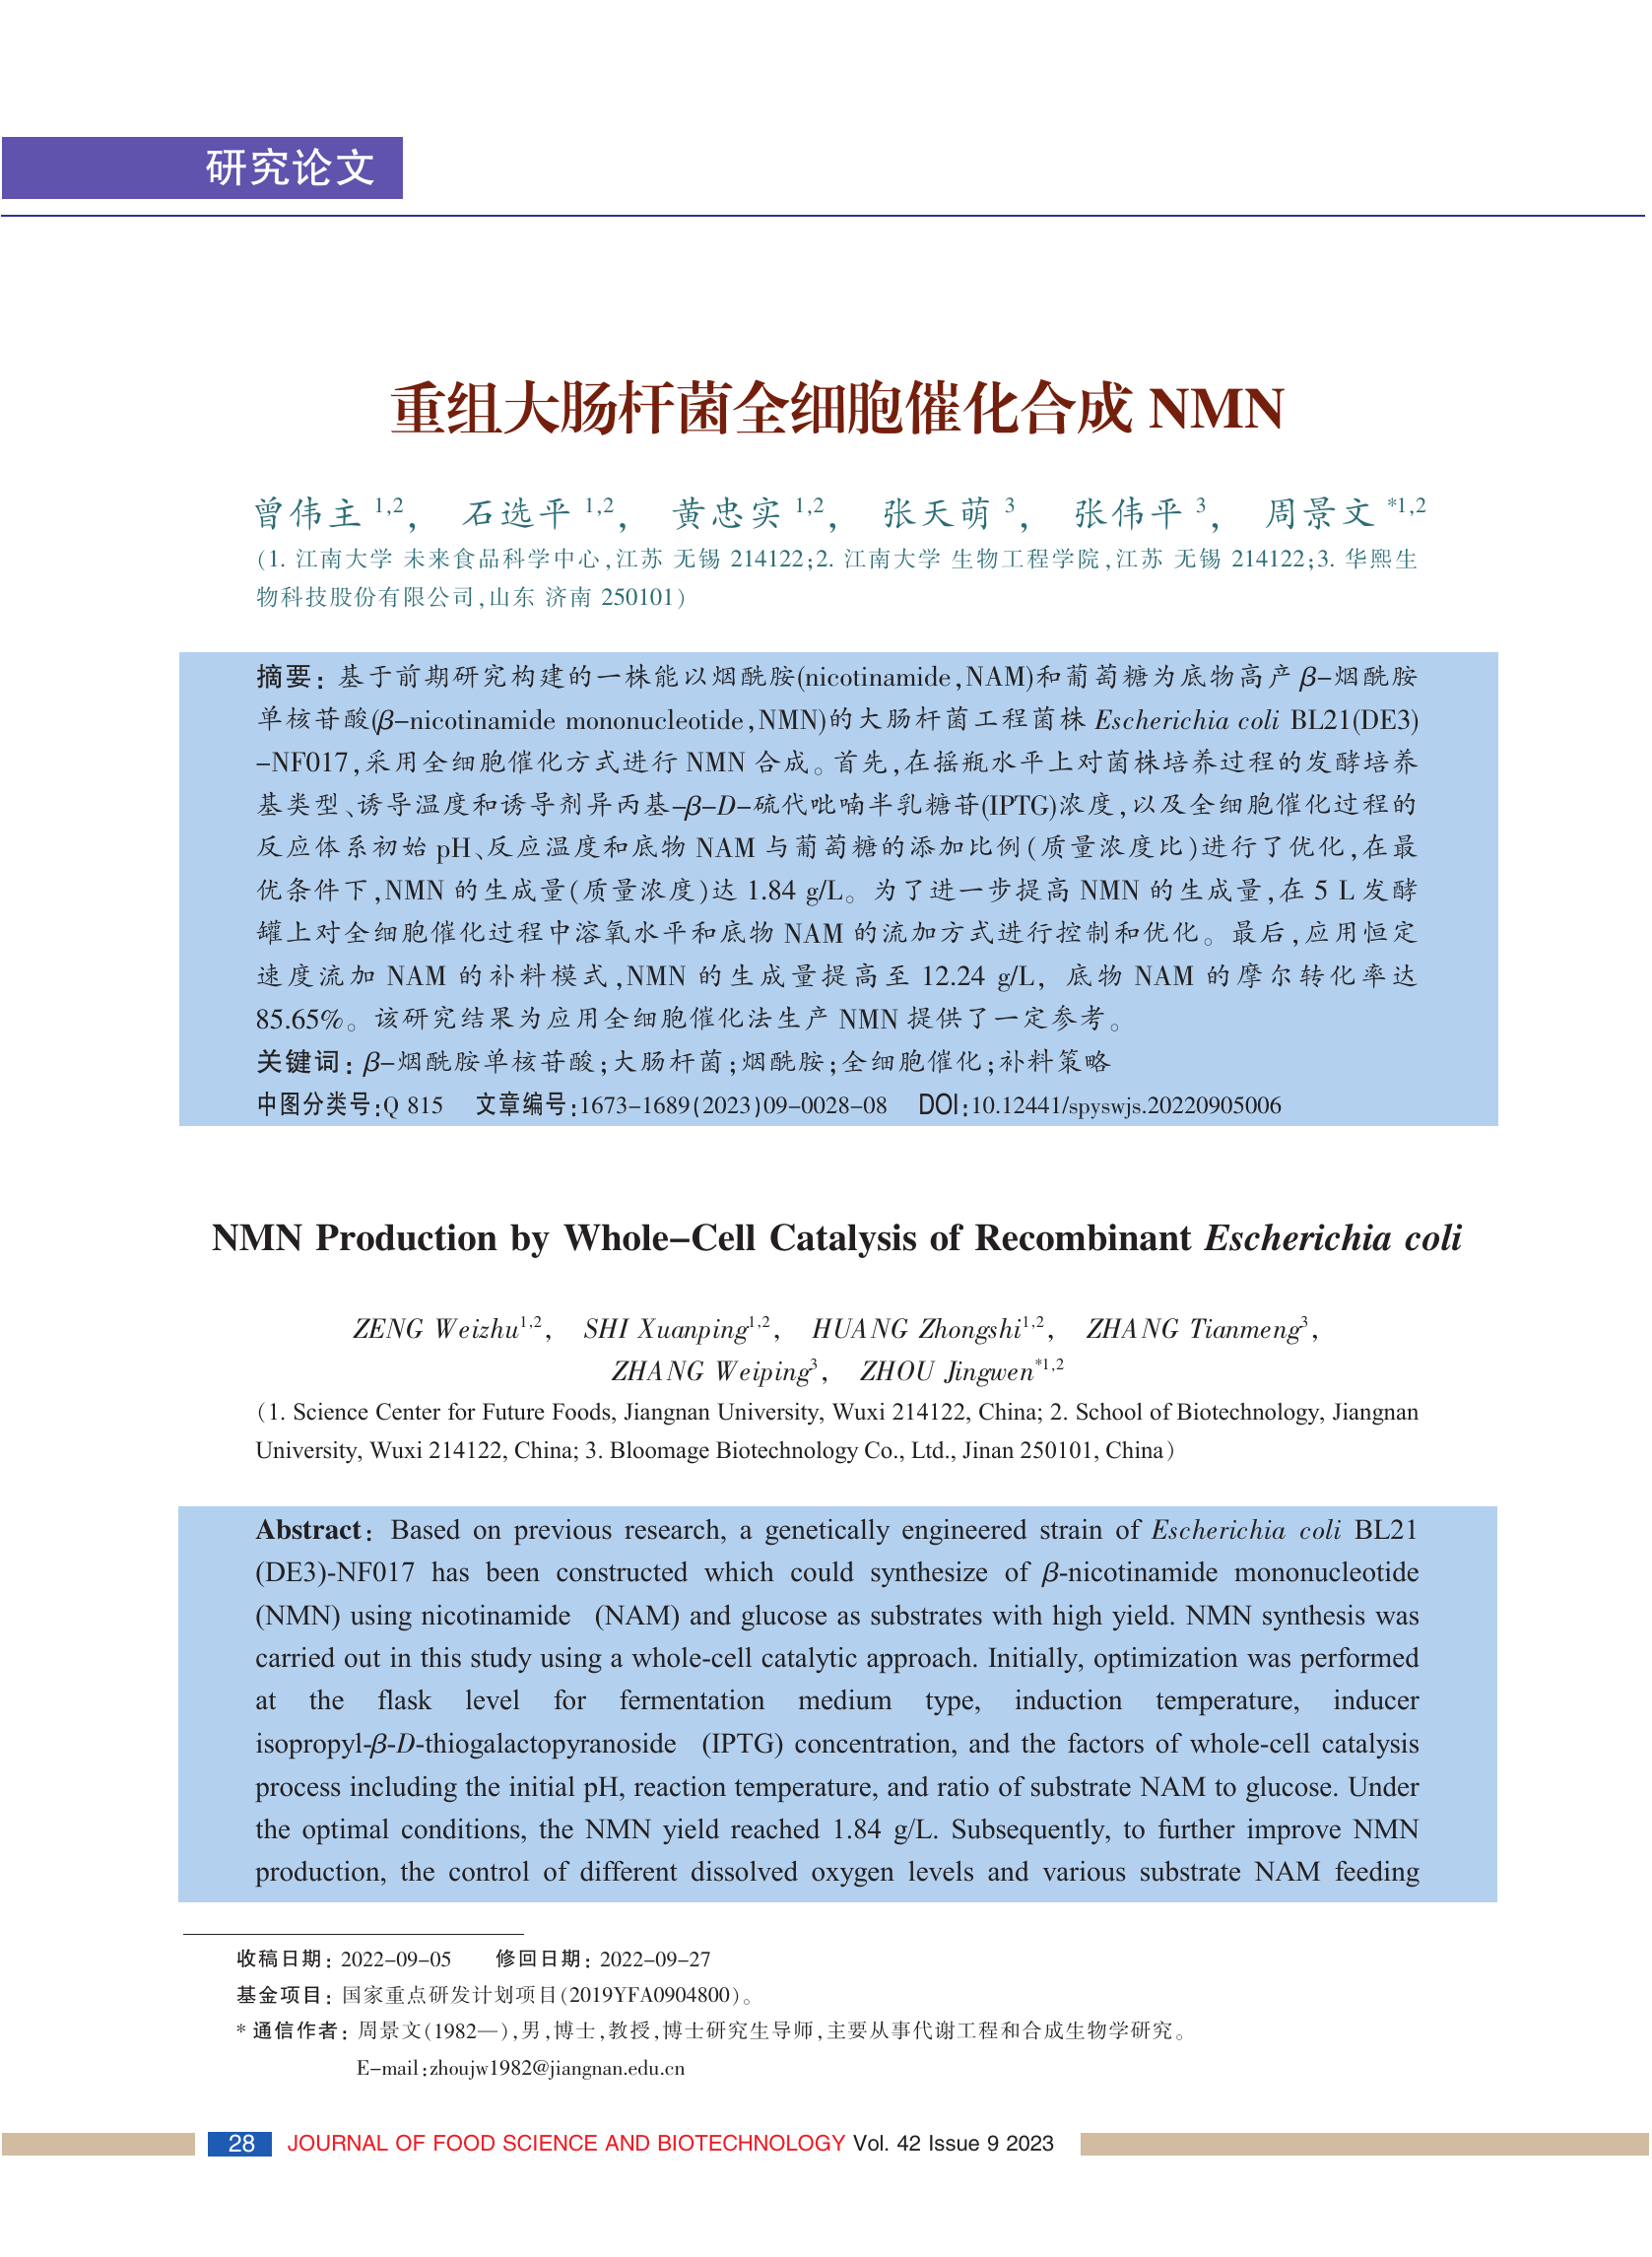 研究论文
重组大肠杆菌全细胞催化合成 NMN
曾伟主 1,2， 石选平 1,2， 黄忠实 1,2， 张天萌 3， 张伟平 3， 周景文 *1,2
(1. 江南大学 未来食品科学中心,江苏 无锡 214122;2. 江南大学 生物工程学院,江苏 无锡 214122;3. 华熙生
物科技股份有限公司,山东 济南 250101)
摘要: 基于前期研究构建的一株能以烟酰胺(nicotinamide,NAM)和葡萄糖为底物高产 β-烟酰胺
单核苷酸(β-nicotinamide mononucleotide,NMN)的大肠杆菌工程菌株 Escherichia coli BL21(DE3)
-NF017,采用全细胞催化方式进行 NMN 合成。首先,在摇瓶水平上对菌株培养过程的发酵培养
基类型、诱导温度和诱导剂异丙基-β-D-硫代吡喃半乳糖苷(IPTG)浓度,以及全细胞催化过程的
反应体系初始 pH、反应温度和底物 NAM 与葡萄糖的添加比例(质量浓度比)进行了优化,在最
优条件下,NMN 的生成量(质量浓度)达 1.84 g/L。为了进一步提高 NMN 的生成量,在 5 L 发酵
罐上对全细胞催化过程中溶氧水平和底物 NAM 的流加方式进行控制和优化。最后,应用恒定
速度流加 NAM 的补料模式,NMN 的生成量提高至 12.24 g/L, 底物 NAM 的摩尔转化率达
85.65%。该研究结果为应用全细胞催化法生产 NMN 提供了一定参考。
关键词: β-烟酰胺单核苷酸;大肠杆菌;烟酰胺;全细胞催化;补料策略
中图分类号:Q 815 文章编号:1673-1689(2023)09-0028-08 DOI:10.12441/spyswjs.20220905006
NMN Production by Whole-Cell Catalysis of Recombinant Escherichia coli
ZENG Weizhu1,2, SHI Xuanping1,2, HUANG Zhongshi1,2, ZHANG Tianmeng3,
ZHANG Weiping3, ZHOU Jingwen*1,2
(1. Science Center for Future Foods, Jiangnan University, Wuxi 214122, China; 2. School of Biotechnology, Jiangnan
University, Wuxi 214122, China; 3. Bloomage Biotechnology Co., Ltd., Jinan 250101, China)
Abstract: Based on previous research, a genetically engineered strain of Escherichia coli BL21
(DE3)-NF017 has been constructed which could synthesize of β-nicotinamide mononucleotide
(NMN) using nicotinamide (NAM) and glucose as substrates with high yield. NMN synthesis was
carried out in this study using a whole-cell catalytic approach. Initially, optimization was performed
at the flask level for fermentation medium type, induction temperature, inducer
isopropyl-β-D-thiogalactopyranoside (IPTG) concentration, and the factors of whole-cell catalysis
process including the initial pH, reaction temperature, and ratio of substrate NAM to glucose. Under
the optimal conditions, the NMN yield reached 1.84 g/L. Subsequently, to further improve NMN
production, the control of different dissolved oxygen levels and various substrate NAM feeding
收稿日期: 2022-09-05 修回日期: 2022-09-27
基金项目: 国家重点研发计划项目(2019YFA0904800)。
* 通信作者: 周景文(1982—),男,博士,教授,博士研究生导师,主要从事代谢工程和合成生物学研究。
E-mail:zhoujw1982@jiangnan.edu.cn
28 JOURNAL OF FOOD SCIENCE AND BIOTECHNOLOGY Vol. 42 Issue 9 2023